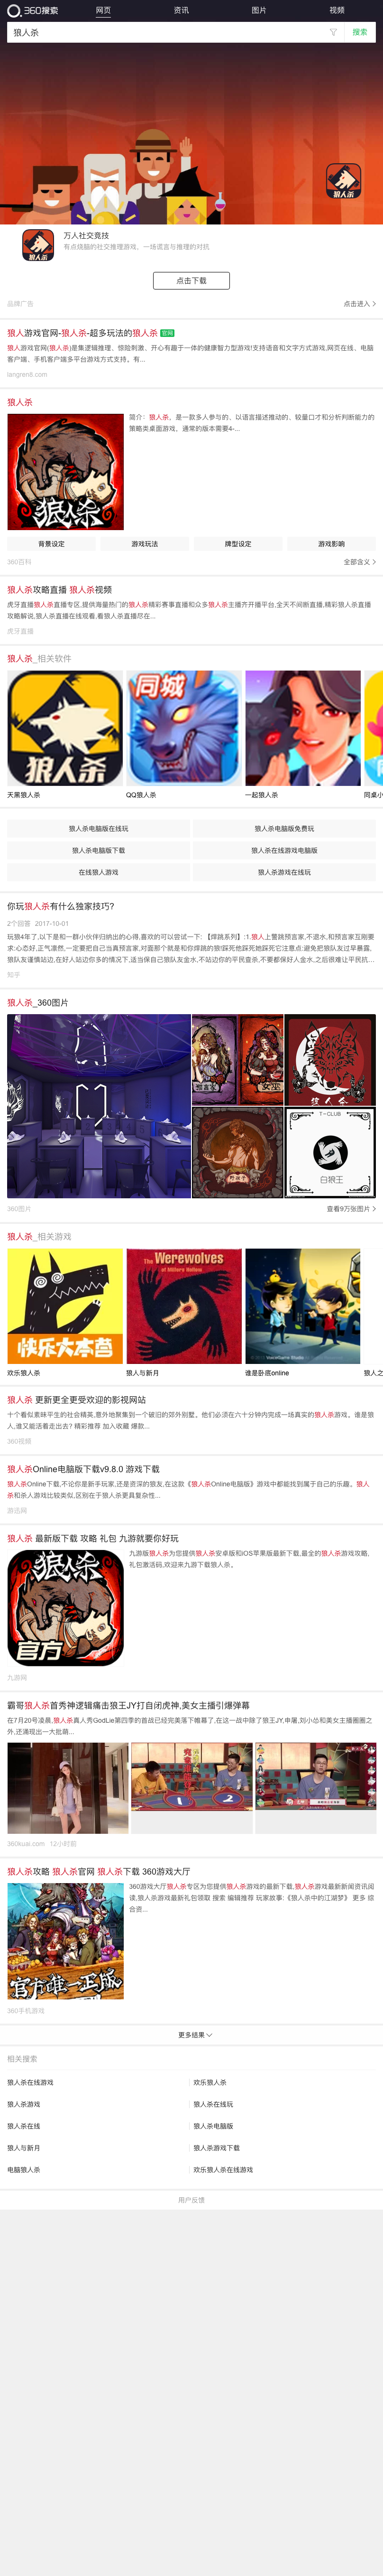 360搜索
网页
资讯
图片
视频
狼人杀
搜索
狼人杀
狼人杀
万人社交竞技
有点烧脑的社交推理游戏、一场谎言与推理的对抗
点击下载
品牌广告
点击进入
狼人游戏官网-狼人杀-超多玩法的狼人杀 官网
狼人游戏官网(狼人杀)是集逻辑推理、惊险刺激、开心有趣于一体的健康智力型游戏!支持语音和文字方式游戏,网页在线、电脑
客户端、手机客户端多平台游戏方式支持。有...
langren8.com
狼人杀
简介: 狼人杀，是一款多人参与的、以语言描述推动的、较量口才和分析判断能力的
策略类桌面游戏。通常的版本需要4-...
狼人杀
背景设定
游戏玩法
牌型设定
游戏影响
360百科
全部含义
狼人杀攻略直播 狼人杀视频
虎牙直播狼人杀直播专区,提供海量热门的狼人杀精彩赛事直播和众多狼人杀主播齐开播平台,全天不间断直播,精彩狼人杀直播
攻略解说,狼人杀直播在线观看,看狼人杀直播尽在...
虎牙直播
狼人杀_相关软件
狼人杀
同城
天黑狼人杀
QQ狼人杀
一起狼人杀
同桌小
狼人杀电脑版在线玩
狼人杀电脑版免费玩
狼人杀电脑版下载
狼人杀在线游戏电脑版
在线狼人游戏
狼人杀游戏在线玩
你玩狼人杀有什么独家技巧?
2个回答 2017-10-01
玩狼4年了,以下是和一群小伙伴归纳出的心得,喜欢的可以尝试一下: 【焊跳系列】:1.狼人上警跳预言家,不退水,和预言家互刚要
求:心态好,正气凛然,一定要把自己当真预言家,对面那个就是和你焊跳的狼!踩死他踩死她踩死它注意点:避免把狼队友过早暴露,
狼队友谨慎站边,在好人站边你多的情况下,适当保自己狼队友金水,不站边你的平民查杀,不要都保好人金水,之后很难让平民抗...
知乎
狼人杀_360图片
预言家
女巫
狼人杀
T-CLUB
白狼王
360图片
查看9万张图片
狼人杀_相关游戏
快乐大本营
The Werewolves
of Millers Hollow
欢乐狼人杀
狼人与新月
谁是卧底online
狼人之
狼人杀 更新更全更受欢迎的影视网站
十个看似素昧平生的社会精英,意外地聚集到一个破旧的郊外别墅。他们必须在六十分钟内完成一场真实的狼人杀游戏。谁是狼
人,谁又能活着走出去? 精彩推荐 加入收藏 爆款...
360视频
狼人杀Online电脑版下载v9.8.0 游戏下载
狼人杀Online下载,不论你是新手玩家,还是资深的狼友,在这款《狼人杀Online电脑版》游戏中都能找到属于自己的乐趣。狼人
杀和杀人游戏比较类似,区别在于狼人杀更具复杂性...
游迅网
狼人杀 最新版下载 攻略 礼包 九游就要你好玩
九游版狼人杀为您提供狼人杀安卓版和iOS苹果版最新下载,最全的狼人杀游戏攻略,
礼包激活码,欢迎来九游下载狼人杀。
狼人杀
官方
九游网
霸哥狼人杀首秀神逻辑痛击狼王JY打自闭虎神,美女主播引爆弹幕
在7月20号凌晨,狼人杀真人秀GodLie第四季的首战已经完美落下帷幕了,在这一战中除了狼王JY,申屠,刘小怂和美女主播圈圈之
外,还涌现出一大批萌...
1
2
360kuai.com 12小时前
狼人杀攻略 狼人杀官网 狼人杀下载 360游戏大厅
360游戏大厅狼人杀专区为您提供狼人杀游戏的最新下载,狼人杀游戏最新新闻资讯阅
读,狼人杀游戏最新礼包领取 搜索 编辑推荐 玩家故事:《狼人杀中的江湖梦》 更多 综
合资...
官方唯一正版
360手机游戏
更多结果
相关搜索
狼人杀在线游戏
欢乐狼人杀
狼人杀游戏
狼人杀在线玩
狼人杀在线
狼人杀电脑版
狼人与新月
狼人杀游戏下载
电脑狼人杀
欢乐狼人杀在线游戏
用户反馈